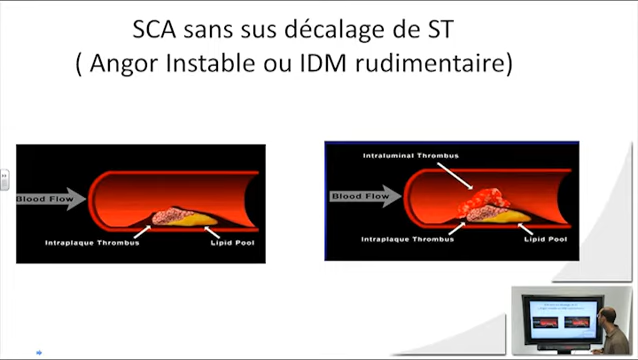 SCA sans sus décalage de ST
( Angor Instable ou IDM rudimentaire)
Blood Flow
Intraplaque Thrombus
Lipid Pool
Intraluminal Thrombus
Blood Flow
Intraplaque Thrombus
Lipid Pool